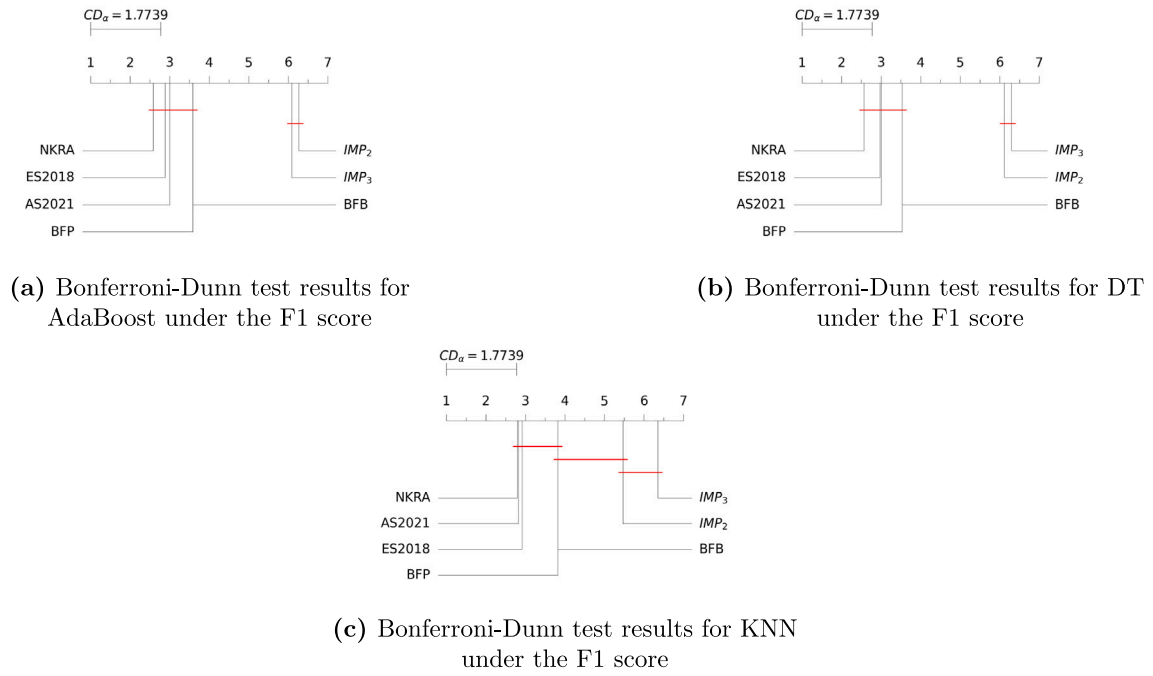 CDα = 1.7739
1 2 3 4 5 6 7
NKRA
ES2018
AS2021
BFP
IMP₂
IMP₃
BFB
(a) Bonferroni-Dunn test results for
AdaBoost under the F1 score
CDα = 1.7739
1 2 3 4 5 6 7
NKRA
ES2018
AS2021
BFP
IMP₃
IMP₂
BFB
(b) Bonferroni-Dunn test results for DT
under the F1 score
CDα = 1.7739
1 2 3 4 5 6 7
NKRA
AS2021
ES2018
BFP
IMP₃
IMP₂
BFB
(c) Bonferroni-Dunn test results for KNN
under the F1 score